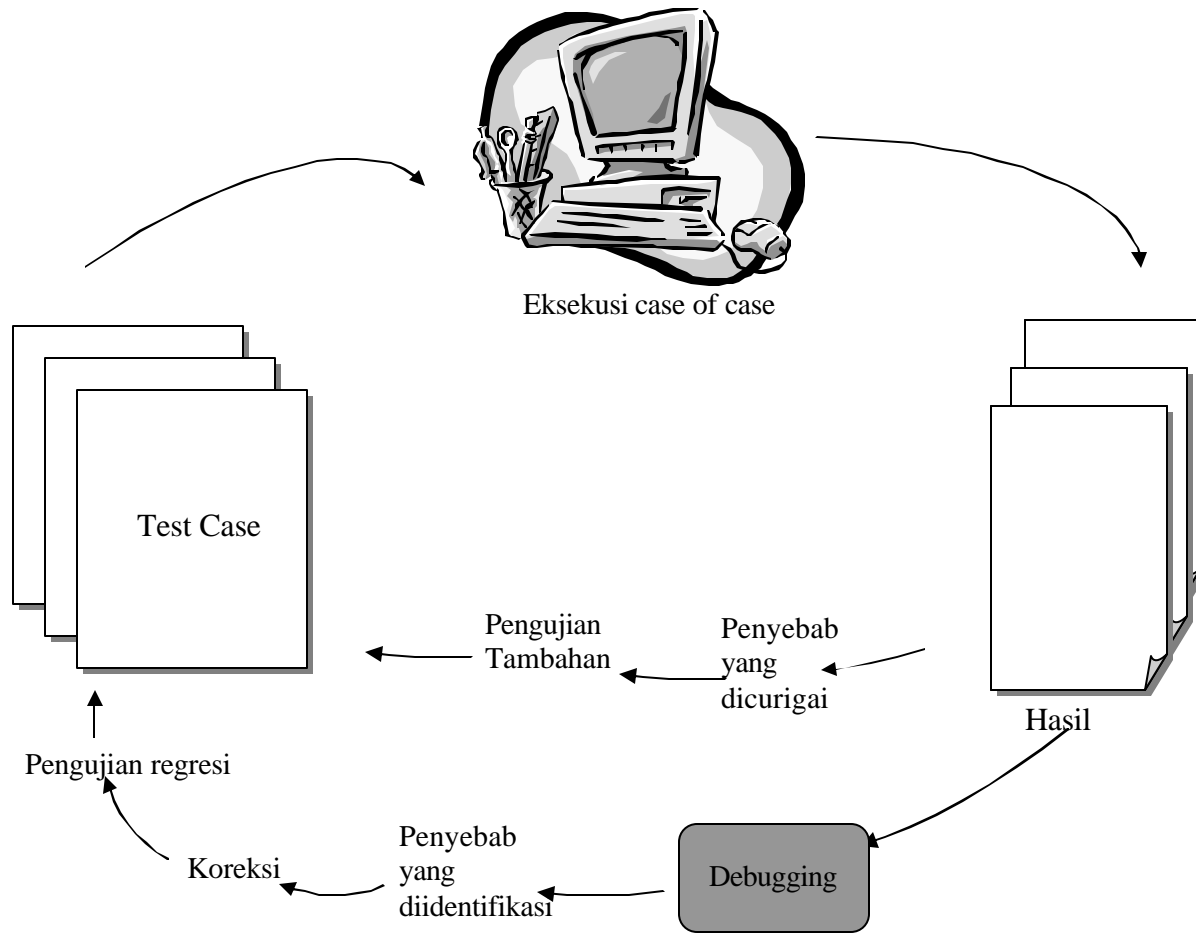 Eksekusi case of case
Test Case
Pengujian
Tambahan
Penyebab
yang
dicurigai
Hasil
Pengujian regresi
Koreksi
Penyebab
yang
diidentifikasi
Debugging